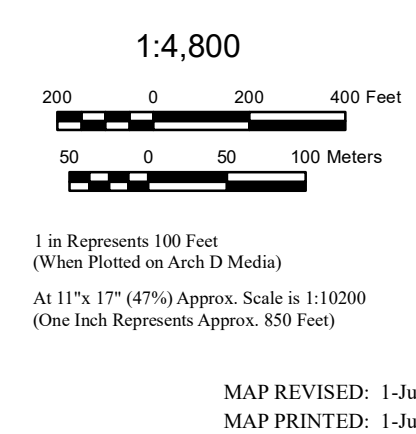 1:4,800
200 0 200 400 Feet
50 0 50 100 Meters
1 in Represents 100 Feet
(When Plotted on Arch D Media)
At 11"x 17" (47%) Approx. Scale is 1:10200
(One Inch Represents Approx. 850 Feet)
MAP REVISED: 1-Ju
MAP PRINTED: 1-Ju